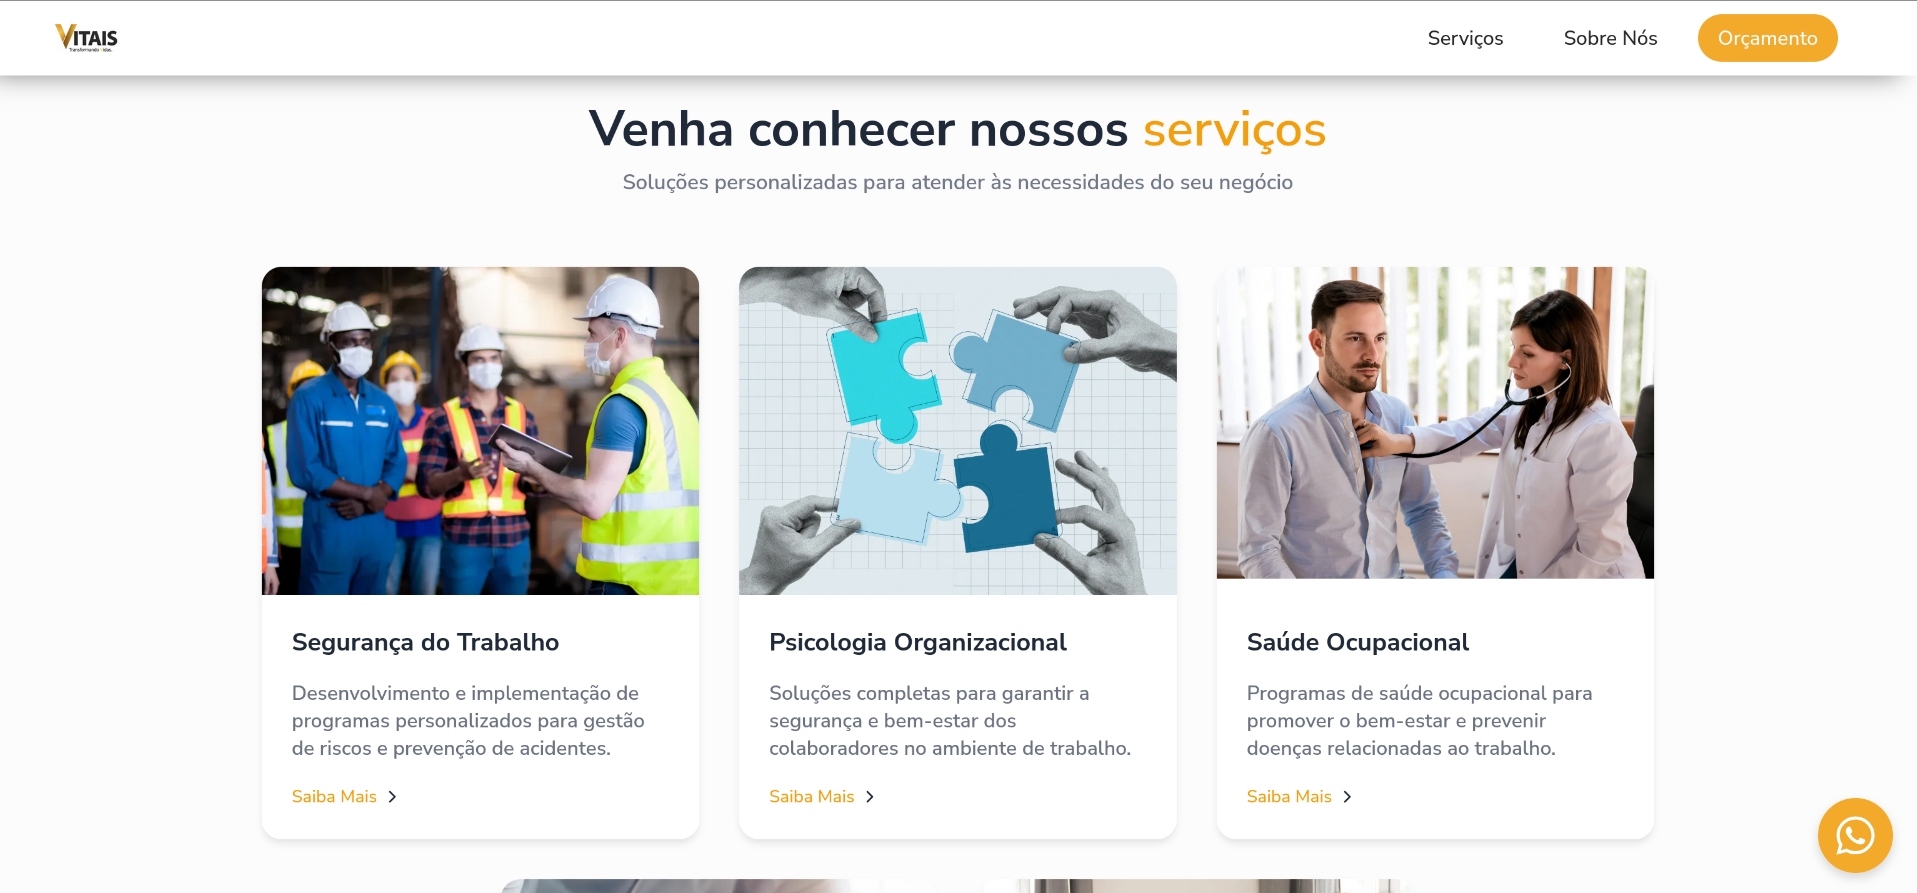 VITAIS
Transformando Vidas.
Serviços
Sobre Nós
Orçamento
Venha conhecer nossos serviços
Soluções personalizadas para atender às necessidades do seu negócio
Segurança do Trabalho
Desenvolvimento e implementação de
programas personalizados para gestão
de riscos e prevenção de acidentes.
Saiba Mais
Psicologia Organizacional
Soluções completas para garantir a
segurança e bem-estar dos
colaboradores no ambiente de trabalho.
Saiba Mais
Saúde Ocupacional
Programas de saúde ocupacional para
promover o bem-estar e prevenir
doenças relacionadas ao trabalho.
Saiba Mais